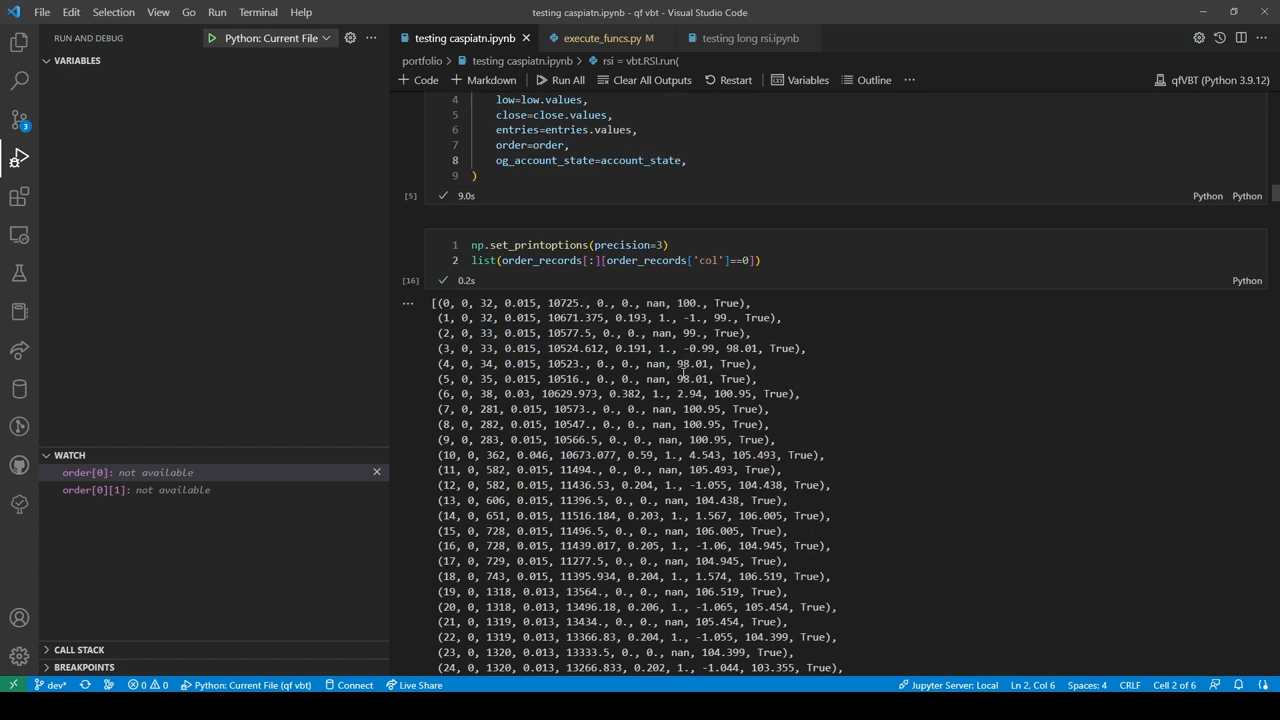 File Edit Selection View Go Run Terminal Help
testing caspiatn.ipynb - qf vbt - Visual Studio Code
RUN AND DEBUG
Python: Current File
testing caspiatn.ipynb
execute_funcs.py M
testing long rsi.ipynb
VARIABLES
portfolio > testing caspiatn.ipynb > rsi = vbt.RSI.run(
+ Code + Markdown Run All Clear All Outputs Restart Variables Outline ···
qfVBT (Python 3.9.12)
3
4 low=low.values,
5 close=close.values,
6 entries=entries.values,
7 order=order,
8 og_account_state=account_state,
9 )
[5] 9.0s Python Python
1 np.set_printoptions(precision=3)
2 list(order_records[:][order_records['col']==0])
[16] 0.2s Python
[(0, 0, 32, 0.015, 10725., 0., 0., nan, 100., True),
(1, 0, 32, 0.015, 10671.375, 0.193, 1., -1., 99., True),
(2, 0, 33, 0.015, 10577.5, 0., 0., nan, 99., True),
(3, 0, 33, 0.015, 10524.612, 0.191, 1., -0.99, 98.01, True),
(4, 0, 34, 0.015, 10523., 0., 0., nan, 98.01, True),
(5, 0, 35, 0.015, 10516., 0., 0., nan, 98.01, True),
(6, 0, 38, 0.03, 10629.973, 0.382, 1., 2.94, 100.95, True),
(7, 0, 281, 0.015, 10573., 0., 0., nan, 100.95, True),
(8, 0, 282, 0.015, 10547., 0., 0., nan, 100.95, True),
(9, 0, 283, 0.015, 10566.5, 0., 0., nan, 100.95, True),
(10, 0, 362, 0.046, 10673.077, 0.59, 1., 4.543, 105.493, True),
(11, 0, 582, 0.015, 11494., 0., 0., nan, 105.493, True),
(12, 0, 582, 0.015, 11436.53, 0.204, 1., -1.055, 104.438, True),
(13, 0, 606, 0.015, 11396.5, 0., 0., nan, 104.438, True),
(14, 0, 651, 0.015, 11516.184, 0.203, 1., 1.567, 106.005, True),
(15, 0, 728, 0.015, 11496.5, 0., 0., nan, 106.005, True),
(16, 0, 728, 0.015, 11439.017, 0.205, 1., -1.06, 104.945, True),
(17, 0, 729, 0.015, 11277.5, 0., 0., nan, 104.945, True),
(18, 0, 743, 0.015, 11395.934, 0.204, 1., 1.574, 106.519, True),
(19, 0, 1318, 0.013, 13564., 0., 0., nan, 106.519, True),
(20, 0, 1318, 0.013, 13496.18, 0.206, 1., -1.065, 105.454, True),
(21, 0, 1319, 0.013, 13434., 0., 0., nan, 105.454, True),
(22, 0, 1319, 0.013, 13366.83, 0.204, 1., -1.055, 104.399, True),
(23, 0, 1320, 0.013, 13333.5, 0., 0., nan, 104.399, True),
(24, 0, 1320, 0.013, 13266.833, 0.202, 1., -1.044, 103.355, True),
WATCH
order[0]: not available
order[0][1]: not available
CALL STACK
BREAKPOINTS
dev* 0 0 Python: Current File (qf vbt) Connect Live Share
Jupyter Server: Local Ln 2, Col 6 Spaces: 4 CRLF Cell 2 of 6